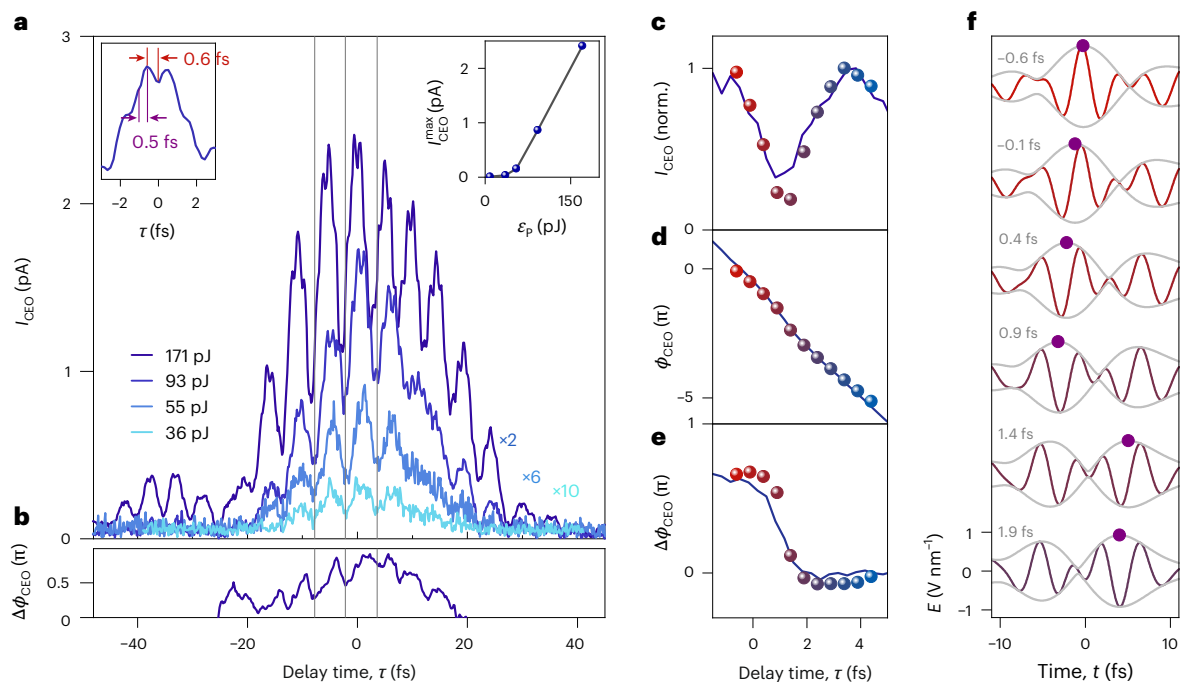 a
3
2
1
0
I_CEO (pA)
0.6 fs
0.5 fs
−2
0
2
τ (fs)
2
1
0
I_CEO^max (pA)
0
150
ε_P (pJ)
171 pJ
93 pJ
55 pJ
36 pJ
×2
×6
×10
b
0.5
0
Δϕ_CEO (π)
−40
−20
0
20
40
Delay time, τ (fs)
c
1
0
I_CEO (norm.)
d
0
−5
ϕ_CEO (π)
e
1
0
Δϕ_CEO (π)
0
2
4
Delay time, τ (fs)
f
−0.6 fs
−0.1 fs
0.4 fs
0.9 fs
1.4 fs
1.9 fs
1
0
−1
E (V nm⁻¹)
−10
0
10
Time, t (fs)